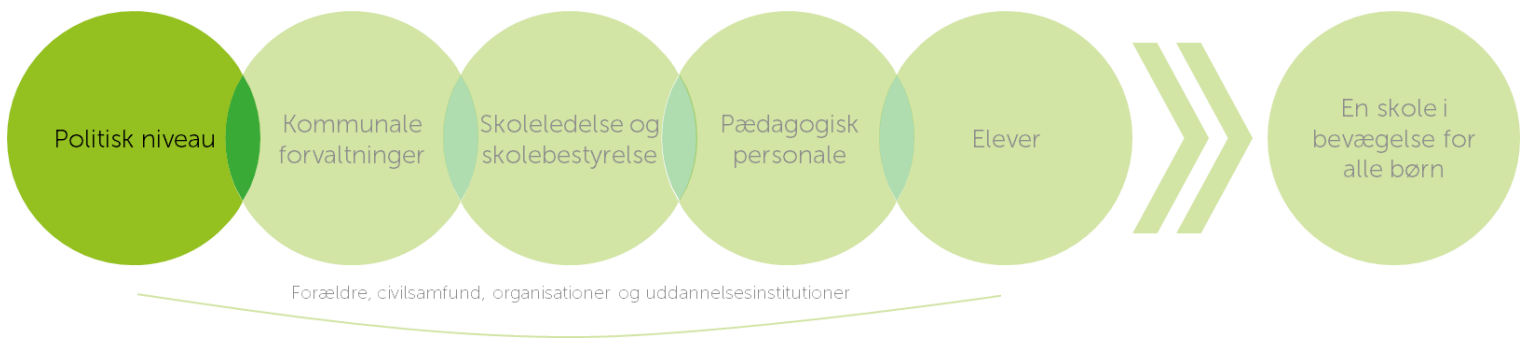 Politisk niveau
Kommunale
forvaltninger
Skoleledelse og
skolebestyrelse
Pædagogisk
personale
Elever
En skole i
bevægelse for
alle børn
Forældre, civilsamfund, organisationer og uddannelsesinstitutioner